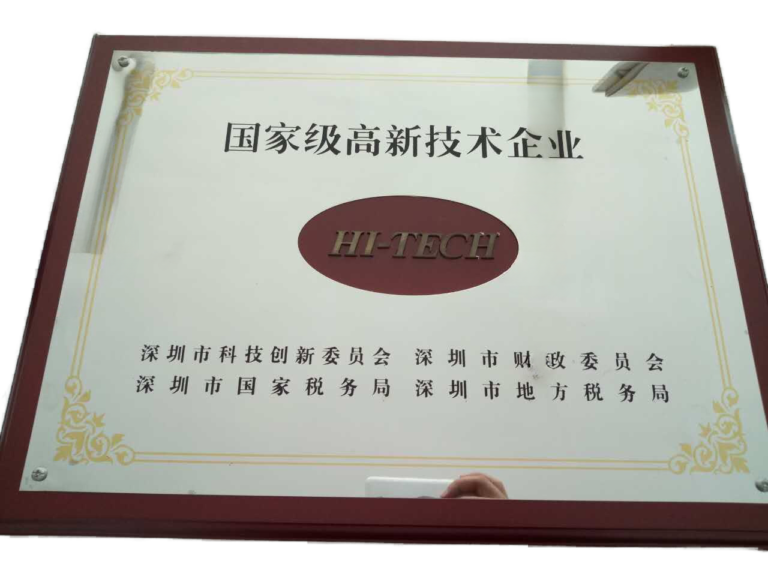 国家级高新技术企业
HI-TECH
深圳市科技创新委员会 深圳市财政委员会
深圳市国家税务局 深圳市地方税务局